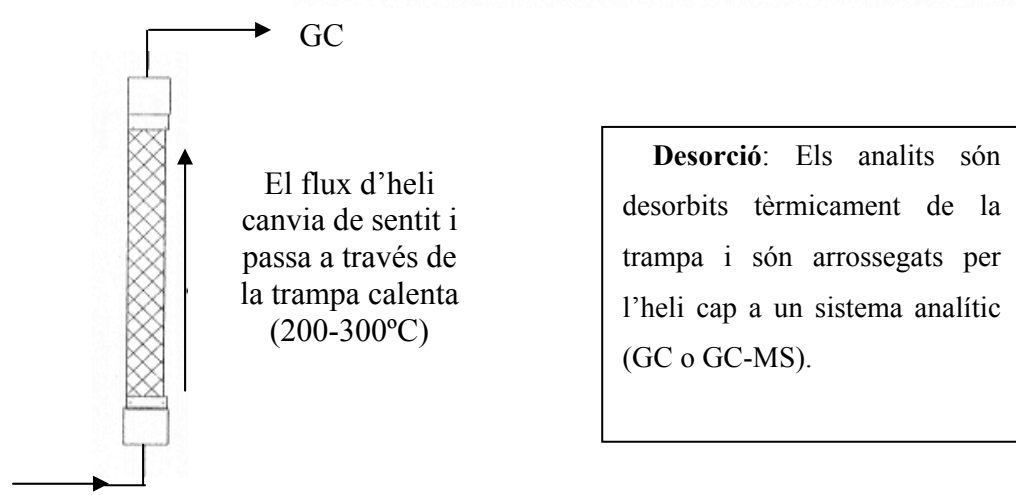 GC
El flux d’heli
canvia de sentit i
passa a través de
la trampa calenta
(200-300ºC)
Desorció: Els analits són
desorbits tèrmicament de la
trampa i són arrossegats per
l’heli cap a un sistema analític
(GC o GC-MS).